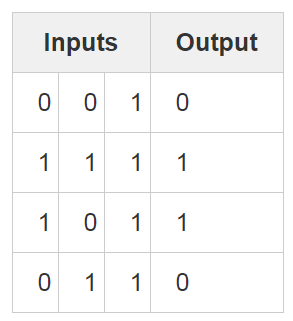 Inputs Output
0 0 1 0
1 1 1 1
1 0 1 1
0 1 1 0